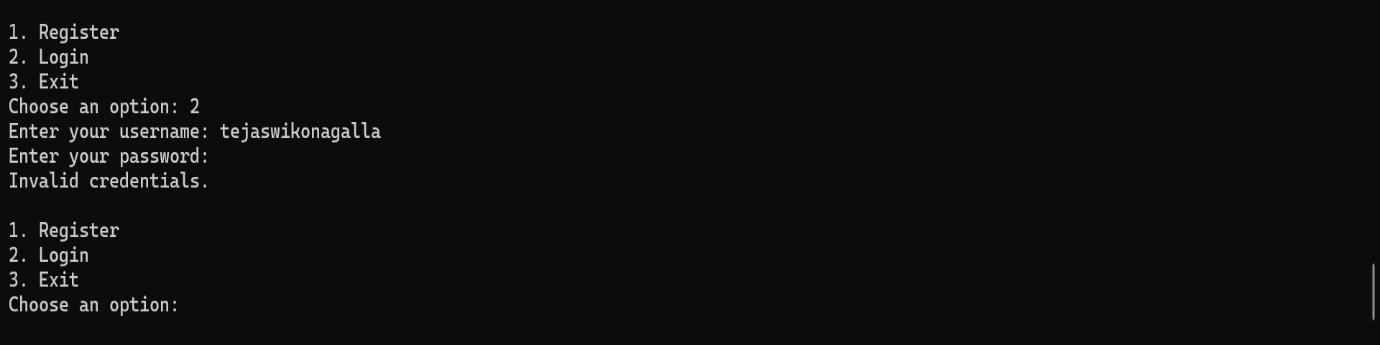 1. Register
2. Login
3. Exit
Choose an option: 2
Enter your username: tejaswikonagalla
Enter your password:
Invalid credentials.
1. Register
2. Login
3. Exit
Choose an option: